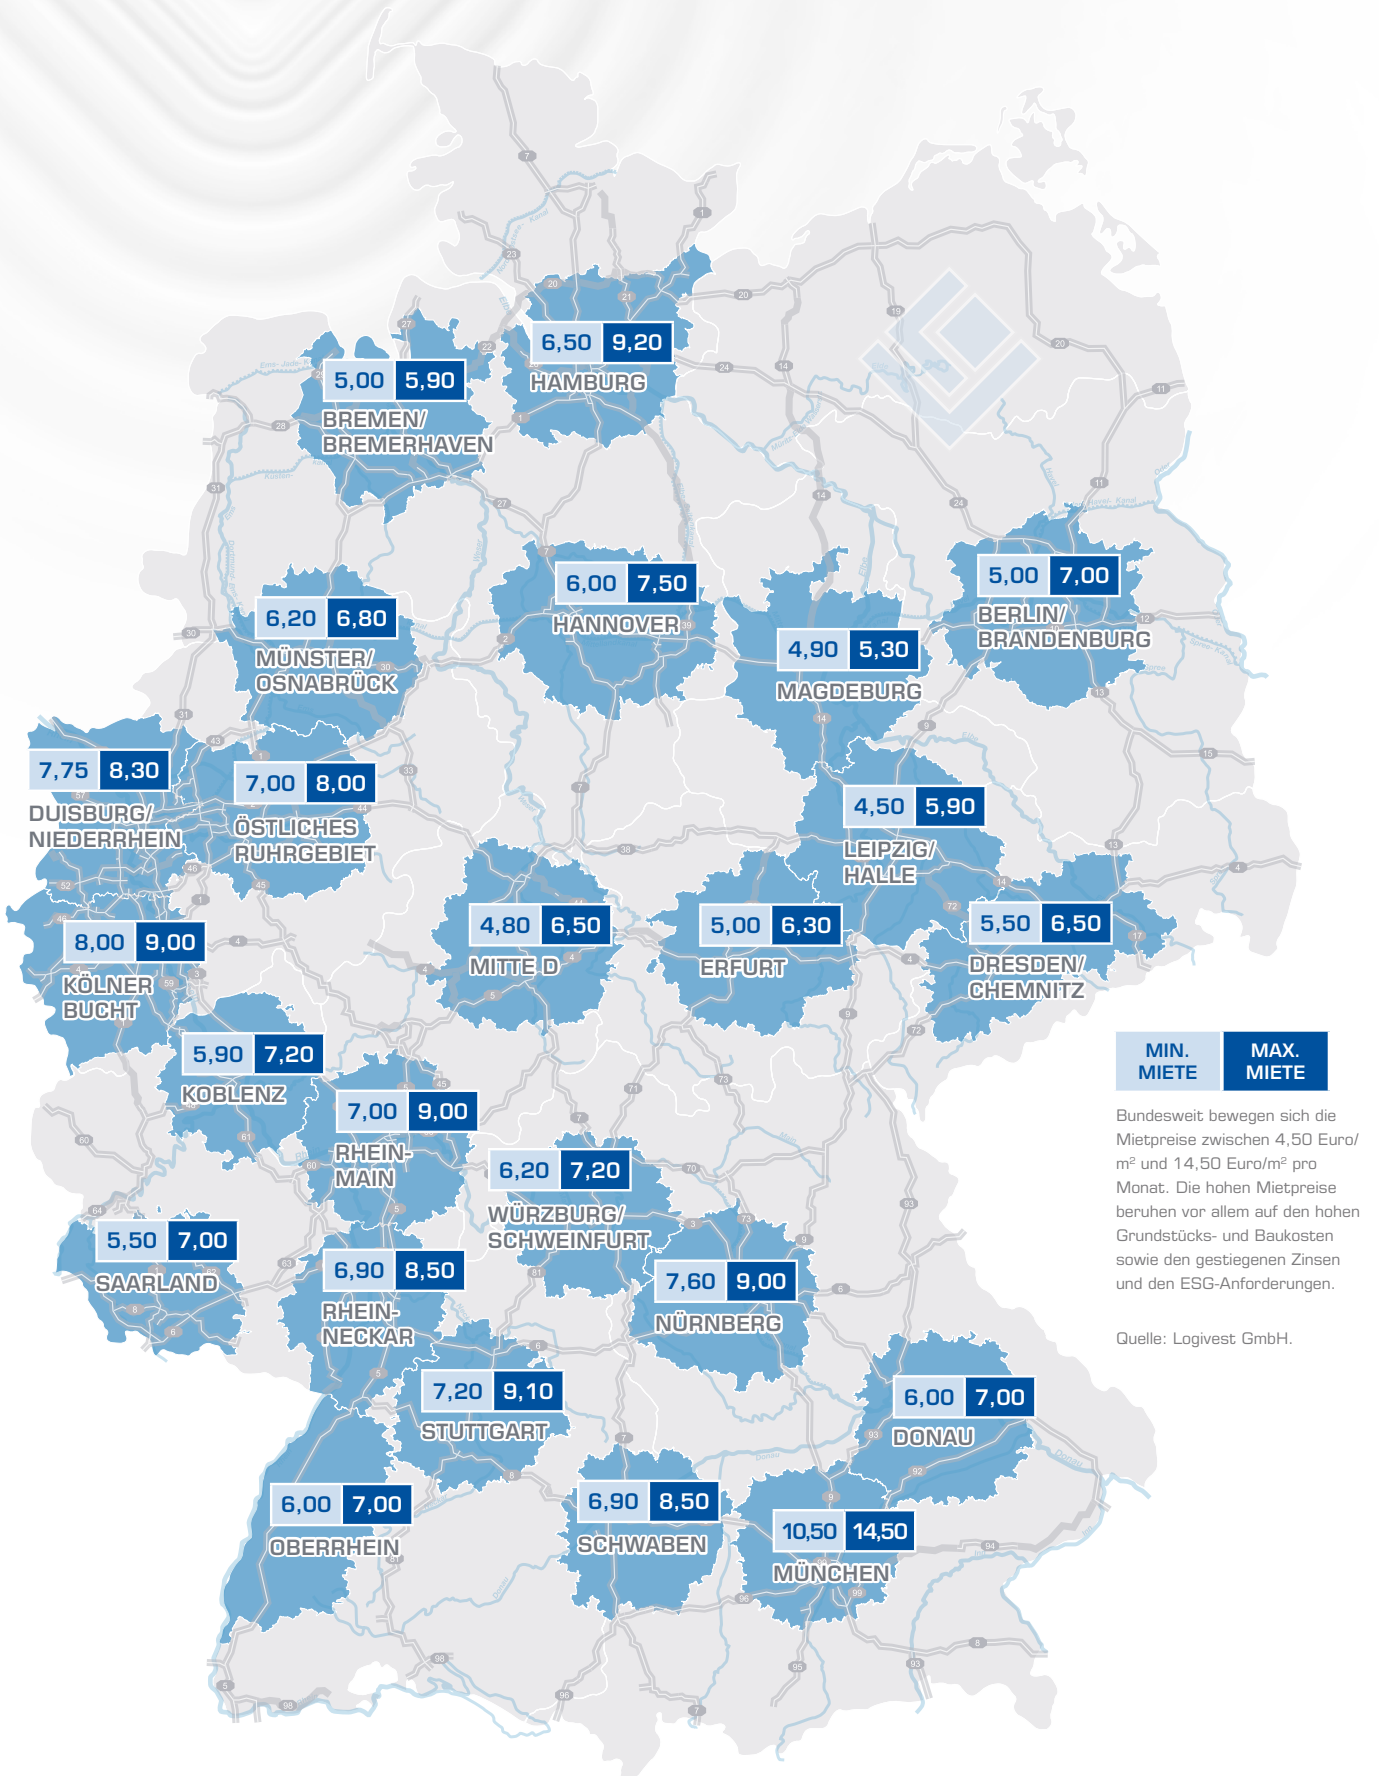 6,50 9,20
HAMBURG
5,00 5,90
BREMEN/
BREMERHAVEN
6,00 7,50
HANNOVER
5,00 7,00
BERLIN/
BRANDENBURG
6,20 6,80
MÜNSTER/
OSNABRÜCK
4,90 5,30
MAGDEBURG
7,75 8,30
DUISBURG/
NIEDERRHEIN
7,00 8,00
ÖSTLICHES
RUHRGEBIET
4,50 5,90
LEIPZIG/
HALLE
8,00 9,00
KÖLNER
BUCHT
4,80 6,50
MITTE D
5,00 6,30
ERFURT
5,50 6,50
DRESDEN/
CHEMNITZ
5,90 7,20
KOBLENZ
7,00 9,00
RHEIN-
MAIN
6,20 7,20
WÜRZBURG/
SCHWEINFURT
5,50 7,00
SAARLAND
6,90 8,50
RHEIN-
NECKAR
7,60 9,00
NÜRNBERG
7,20 9,10
STUTTGART
6,00 7,00
DONAU
6,00 7,00
OBERRHEIN
6,90 8,50
SCHWABEN
10,50 14,50
MÜNCHEN
MIN.
MIETE
MAX.
MIETE
Bundesweit bewegen sich die
Mietpreise zwischen 4,50 Euro/
m² und 14,50 Euro/m² pro
Monat. Die hohen Mietpreise
beruhen vor allem auf den hohen
Grundstücks- und Baukosten
sowie den gestiegenen Zinsen
und den ESG-Anforderungen.
Quelle: Logivest GmbH.